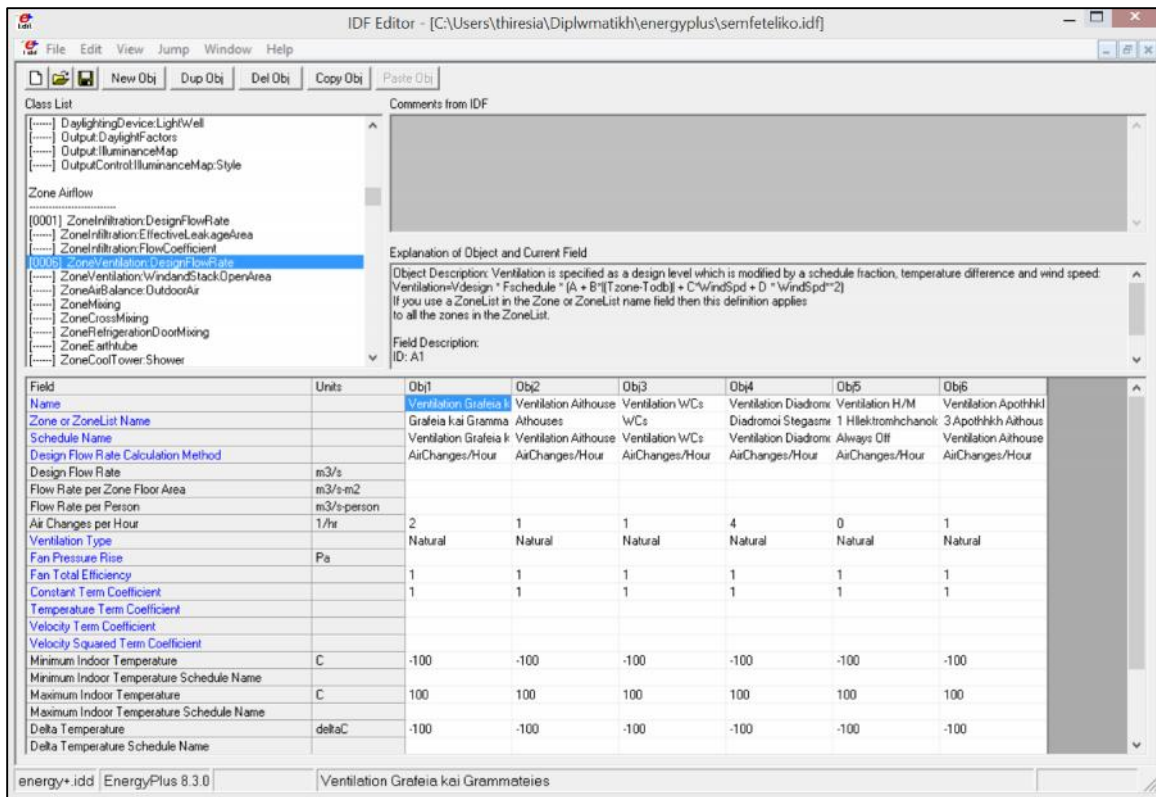 IDF Editor - [C:\Users\thiresia\Diplwmatikh\energyplus\semfeteliko.idf]
File Edit View Jump Window Help
New Obj Dup Obj Del Obj Copy Obj Paste Obj
Class List Comments from IDF
[------] DaylightingDevice:LightWell
[------] Output:DaylightFactors
[------] Output:IlluminanceMap
[------] OutputControl:IlluminanceMap:Style
Zone Airflow
--------------------------
[0001] ZoneInfiltration:DesignFlowRate
[------] ZoneInfiltration:EffectiveLeakageArea
[------] ZoneInfiltration:FlowCoefficient
[0006] ZoneVentilation:DesignFlowRate
[------] ZoneVentilation:WindandStackOpenArea
[------] ZoneAirBalance:OutdoorAir
[------] ZoneMixing
[------] ZoneCrossMixing
[------] ZoneRefrigerationDoorMixing
[------] ZoneEarthtube
[------] ZoneCoolTower:Shower
Explanation of Object and Current Field
Object Description: Ventilation is specified as a design level which is modified by a schedule fraction, temperature difference and wind speed:
Ventilation=Vdesign * Fschedule * (A + B*|(Tzone-Todb)| + C*WindSpd + D * WindSpd**2)
If you use a ZoneList in the Zone or ZoneList name field then this definition applies
to all the zones in the ZoneList.
Field Description:
ID: A1
Field Units Obj1 Obj2 Obj3 Obj4 Obj5 Obj6
Name Ventilation Grafeia k Ventilation Aithouse Ventilation WCs Ventilation Diadromo Ventilation H/M Ventilation Apothhkl
Zone or ZoneList Name Grafeia kai Gramma Aithouses WCs Diadromoi Stegasme 1 Hllektromhchanolc 3 Apothhkh Aithous
Schedule Name Ventilation Grafeia k Ventilation Aithouse Ventilation WCs Ventilation Diadromo Always Off Ventilation Aithouse
Design Flow Rate Calculation Method AirChanges/Hour AirChanges/Hour AirChanges/Hour AirChanges/Hour AirChanges/Hour AirChanges/Hour
Design Flow Rate m3/s
Flow Rate per Zone Floor Area m3/s-m2
Flow Rate per Person m3/s-person
Air Changes per Hour 1/hr 2 1 1 4 0 1
Ventilation Type Natural Natural Natural Natural Natural Natural
Fan Pressure Rise Pa
Fan Total Efficiency 1 1 1 1 1 1
Constant Term Coefficient 1 1 1 1 1 1
Temperature Term Coefficient
Velocity Term Coefficient
Velocity Squared Term Coefficient
Minimum Indoor Temperature C -100 -100 -100 -100 -100 -100
Minimum Indoor Temperature Schedule Name
Maximum Indoor Temperature C 100 100 100 100 100 100
Maximum Indoor Temperature Schedule Name
Delta Temperature deltaC -100 -100 -100 -100 -100 -100
Delta Temperature Schedule Name
energy+.idd EnergyPlus 8.3.0 Ventilation Grafeia kai Grammateies